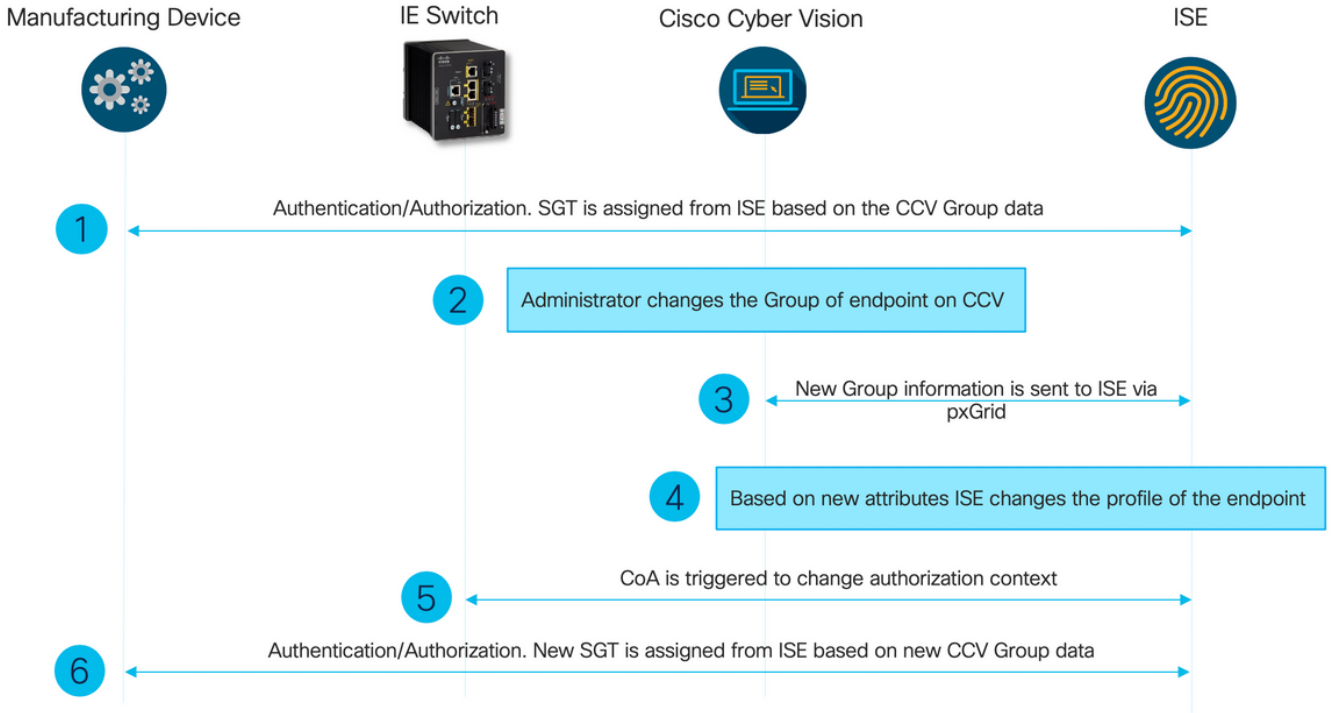 Manufacturing Device
IE Switch
Cisco Cyber Vision
ISE
1
Authentication/Authorization. SGT is assigned from ISE based on the CCV Group data
2
Administrator changes the Group of endpoint on CCV
3
New Group information is sent to ISE via
pxGrid
4
Based on new attributes ISE changes the profile of the endpoint
5
CoA is triggered to change authorization context
6
Authentication/Authorization. New SGT is assigned from ISE based on new CCV Group data